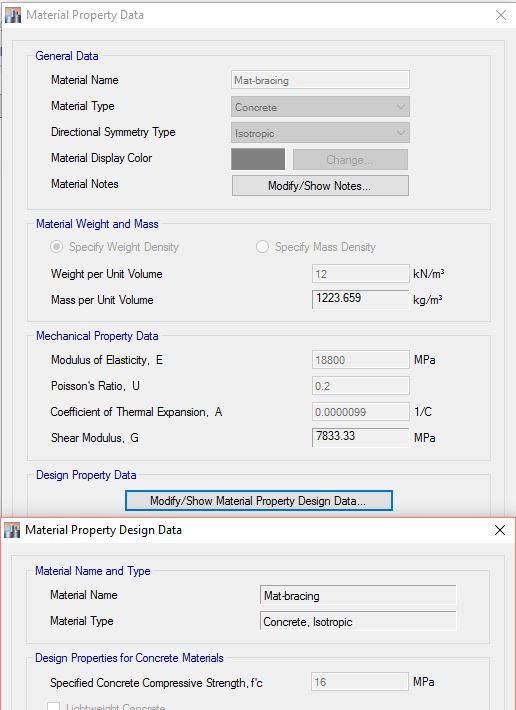 Material Property Data
General Data
Material Name Mat-bracing
Material Type Concrete
Directional Symmetry Type Isotropic
Material Display Color Change...
Material Notes Modify/Show Notes...
Material Weight and Mass
Specify Weight Density Specify Mass Density
Weight per Unit Volume 12 kN/m³
Mass per Unit Volume 1223.659 kg/m³
Mechanical Property Data
Modulus of Elasticity, E 18800 MPa
Poisson's Ratio, U 0.2
Coefficient of Thermal Expansion, A 0.0000099 1/C
Shear Modulus, G 7833.33 MPa
Design Property Data
Modify/Show Material Property Design Data...
Material Property Design Data
Material Name and Type
Material Name Mat-bracing
Material Type Concrete, Isotropic
Design Properties for Concrete Materials
Specified Concrete Compressive Strength, f'c 16 MPa
Lightweight Concrete